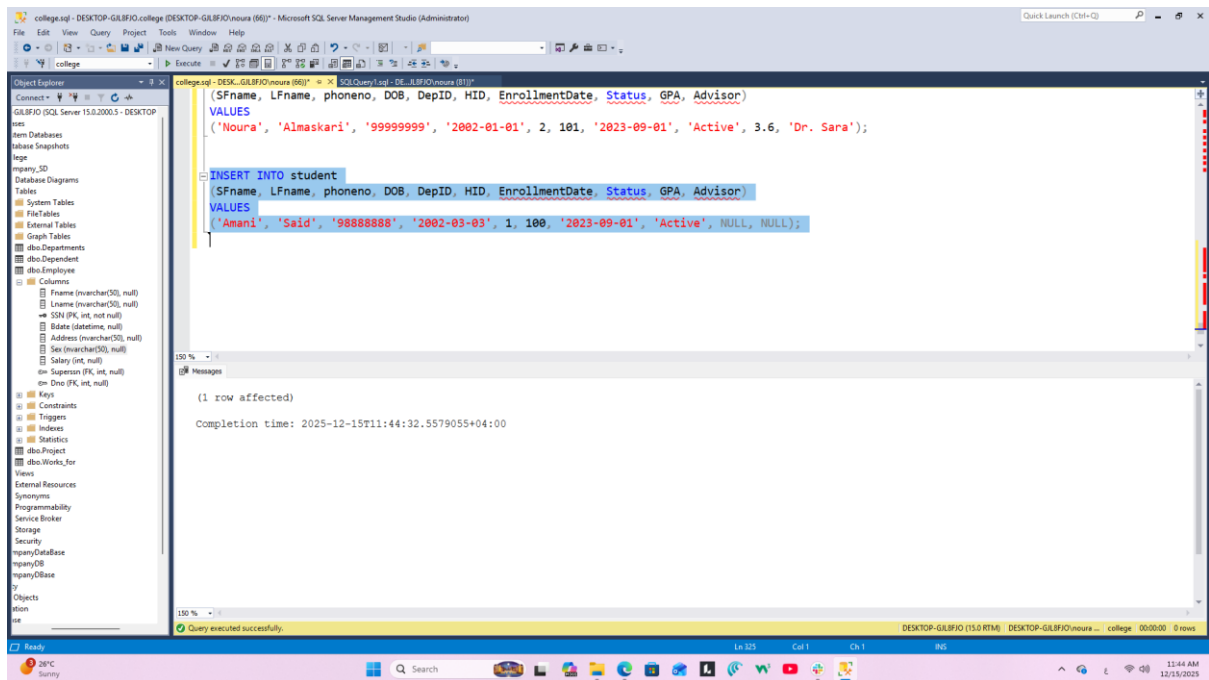 college.sql - DESKTOP-GJL8FJO.college (DESKTOP-GJL8FJO\noura (66))* - Microsoft SQL Server Management Studio (Administrator)
Quick Launch (Ctrl+Q)
File Edit View Query Project Tools Window Help
New Query
college
Execute
Object Explorer
college.sql - DESK...GJL8FJO\noura (66))*
SQLQuery1.sql - DE...JL8FJO\noura (81))*
Connect
-GJL8FJO (SQL Server 15.0.2000.5 - DESKTOP
ses
tem Databases
tabase Snapshots
lege
mpany_SD
Database Diagrams
Tables
System Tables
FileTables
External Tables
Graph Tables
dbo.Departments
dbo.Dependent
dbo.Employee
Columns
Fname (nvarchar(50), null)
Lname (nvarchar(50), null)
SSN (PK, int, not null)
Bdate (datetime, null)
Address (nvarchar(50), null)
Sex (nvarchar(50), null)
Salary (int, null)
Superssn (FK, int, null)
Dno (FK, int, null)
Keys
Constraints
Triggers
Indexes
Statistics
dbo.Project
dbo.Works_for
Views
External Resources
Synonyms
Programmability
Service Broker
Storage
Security
mpanyDataBase
mpanyDB
mpanyDBase
ty
Objects
ation
ise
(SFname, LFname, phoneno, DOB, DepID, HID, EnrollmentDate, Status, GPA, Advisor)
VALUES
('Noura', 'Almaskari', '99999999', '2002-01-01', 2, 101, '2023-09-01', 'Active', 3.6, 'Dr. Sara');
INSERT INTO student
(SFname, LFname, phoneno, DOB, DepID, HID, EnrollmentDate, Status, GPA, Advisor)
VALUES
('Amani', 'Said', '98888888', '2002-03-03', 1, 100, '2023-09-01', 'Active', NULL, NULL);
150 %
Messages
(1 row affected)
Completion time: 2025-12-15T11:44:32.5579055+04:00
150 %
Query executed successfully.
DESKTOP-GJL8FJO (15.0 RTM) DESKTOP-GJL8FJO\noura ... college 00:00:00 0 rows
Ready
Ln 325 Col 1 Ch 1 INS
3
26°C
Sunny
Search
ع
11:44 AM
12/15/2025